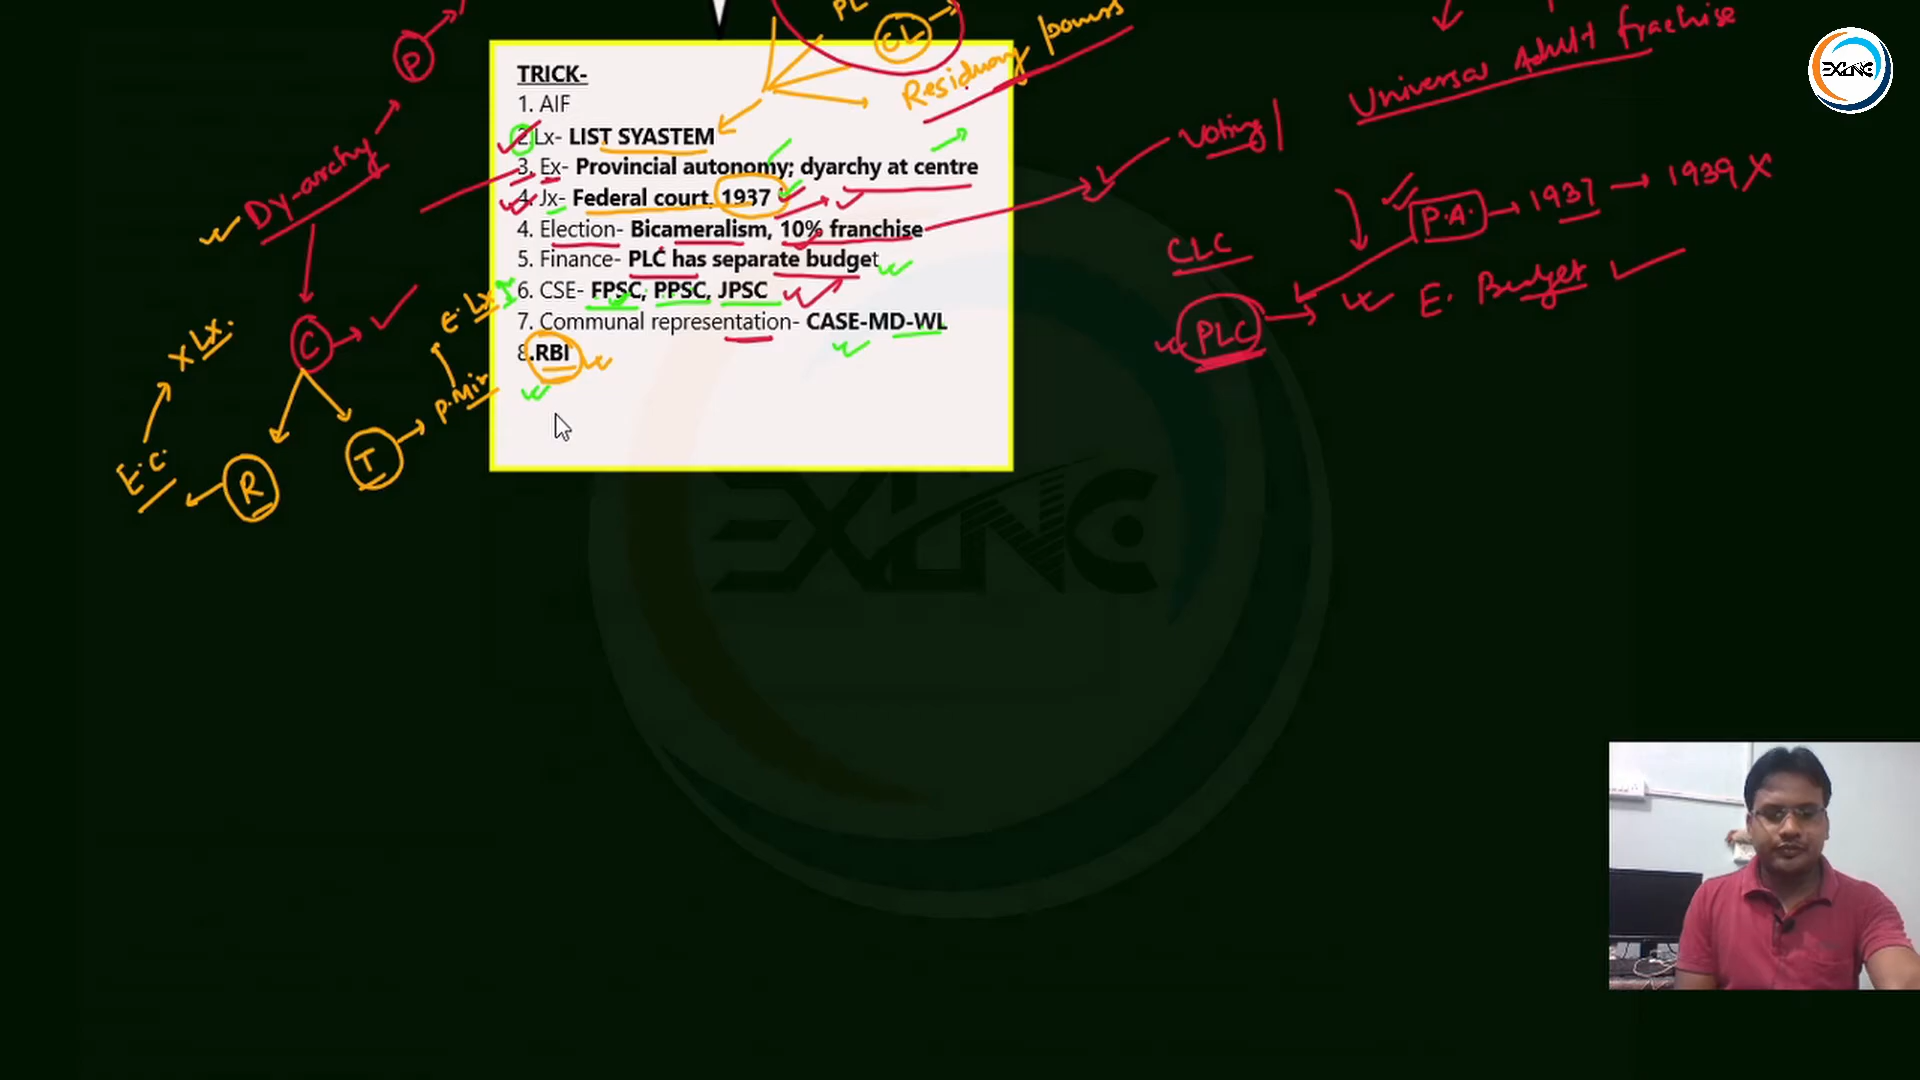 P
PL
CL
Residuary powers
Universal Adult franchise
EXLNC
TRICK-
1. AIF
2. Lx- LIST SYASTEM
3. Ex- Provincial autonomy; dyarchy at centre
4. Jx- Federal court, 1937
4. Election- Bicameralism, 10% franchise
5. Finance- PLC has separate budget
6. CSE- FPSC, PPSC, JPSC
7. Communal representation- CASE-MD-WL
8.RBI
Voting
Dy-archy
C
X Lx.
E.C.
R
T
P.Min
E. Lx
P.A. → 1937 → 1939 X
CLC
PLC
E. Budget
EXLNC